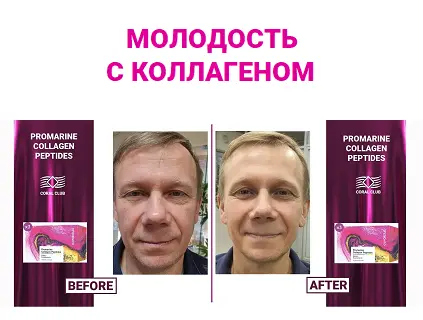 МОЛОДОСТЬ
С КОЛЛАГЕНОМ
PROMARINE
COLLAGEN
PEPTIDES
CORAL CLUB
BEFORE
PROMARINE
COLLAGEN
PEPTIDES
CORAL CLUB
AFTER